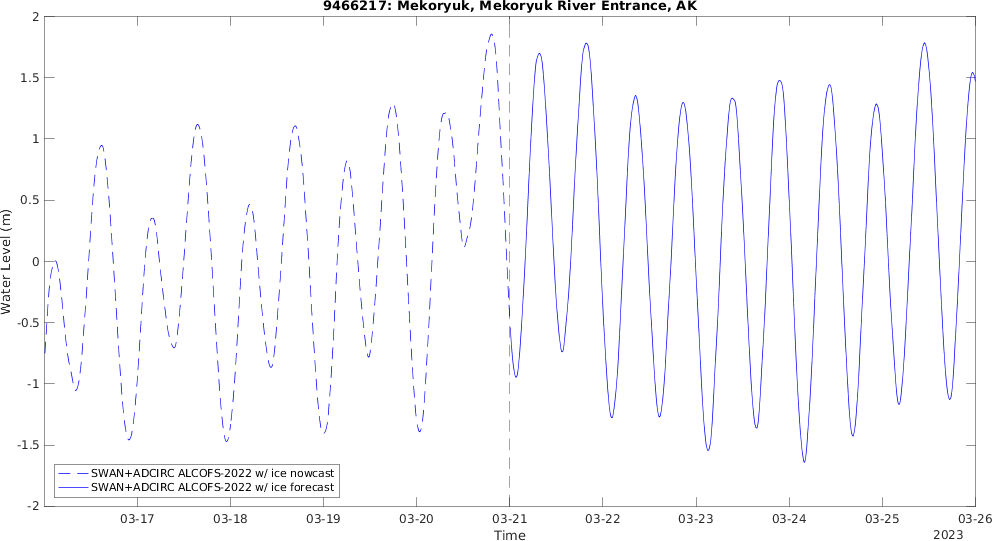 9466217: Mekoryuk, Mekoryuk River Entrance, AK
2
1.5
1
0.5
0
-0.5
-1
-1.5
-2
Water Level (m)
SWAN+ADCIRC ALCOFS-2022 w/ ice nowcast
SWAN+ADCIRC ALCOFS-2022 w/ ice forecast
03-17 03-18 03-19 03-20 03-21 03-22 03-23 03-24 03-25 03-26
Time
2023